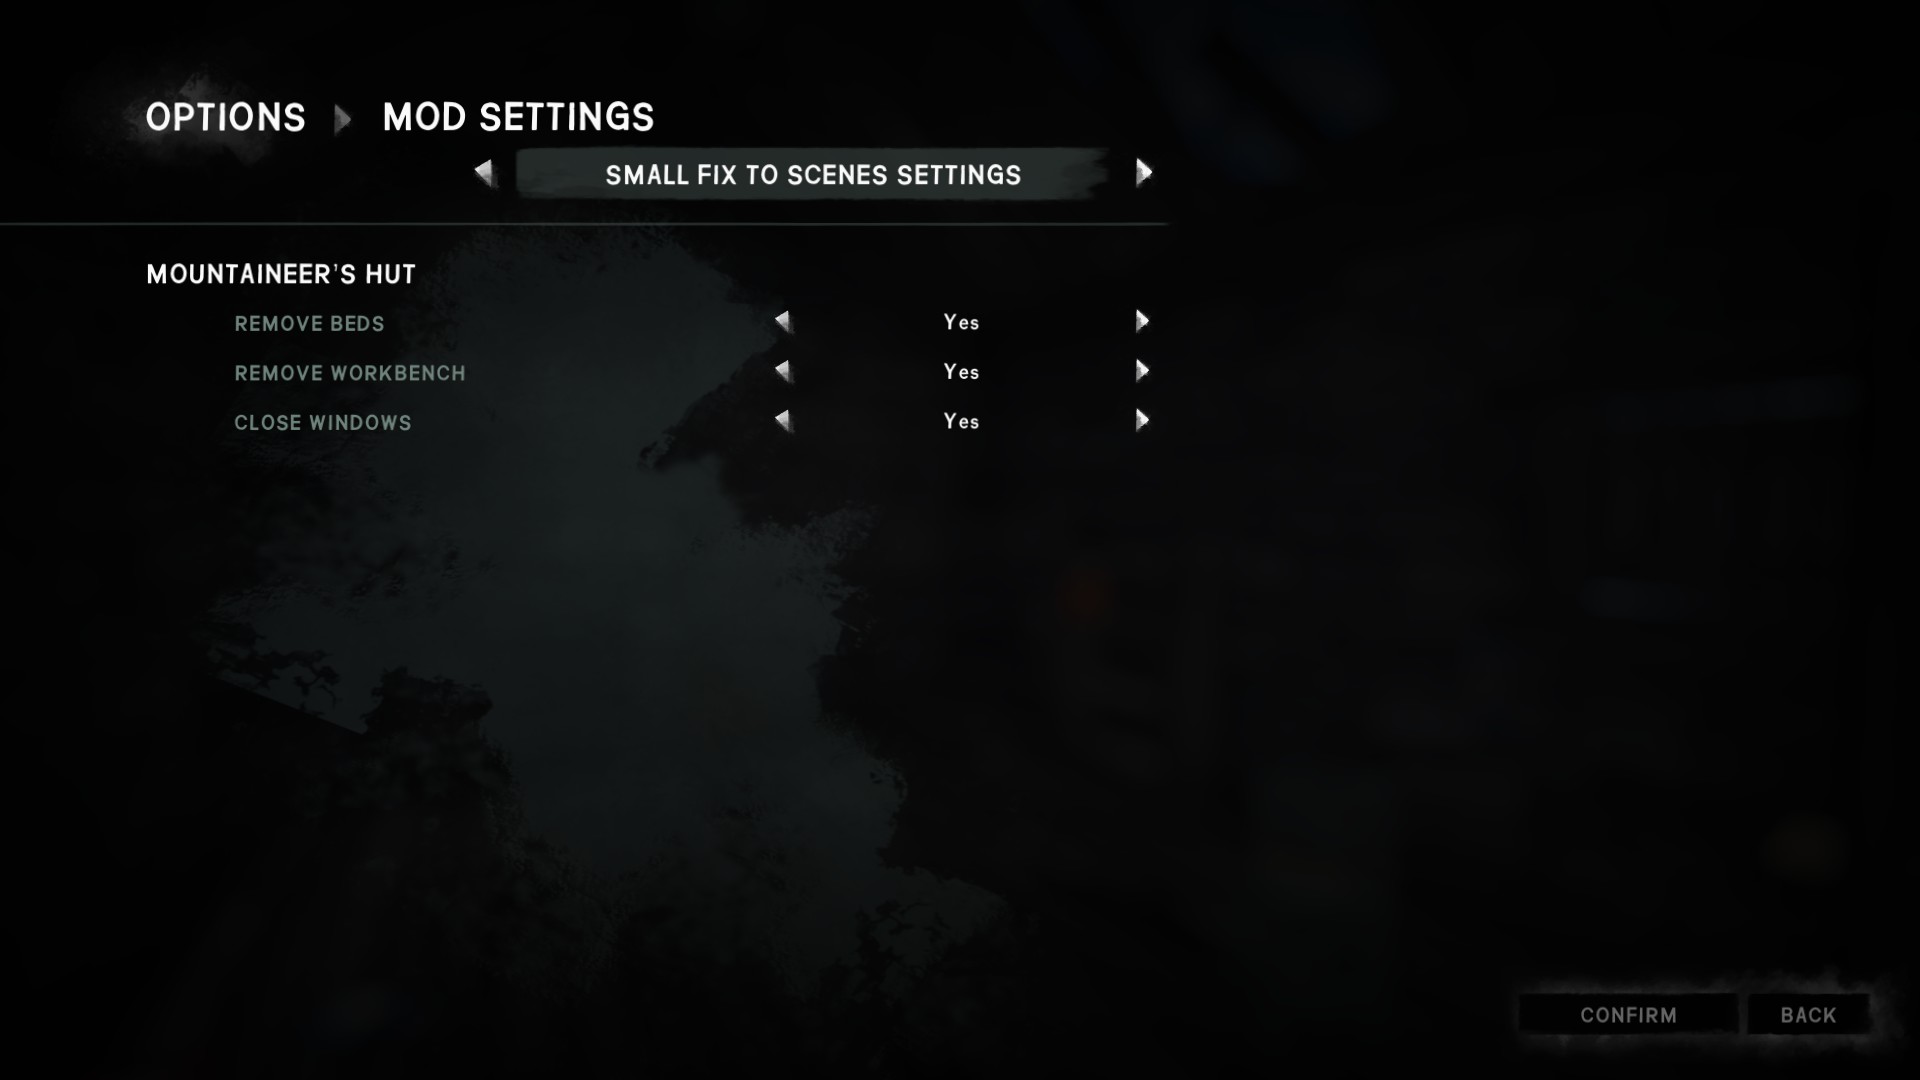 OPTIONS MOD SETTINGS
SMALL FIX TO SCENES SETTINGS
MOUNTAINEER'S HUT
REMOVE BEDS Yes
REMOVE WORKBENCH Yes
CLOSE WINDOWS Yes
CONFIRM BACK